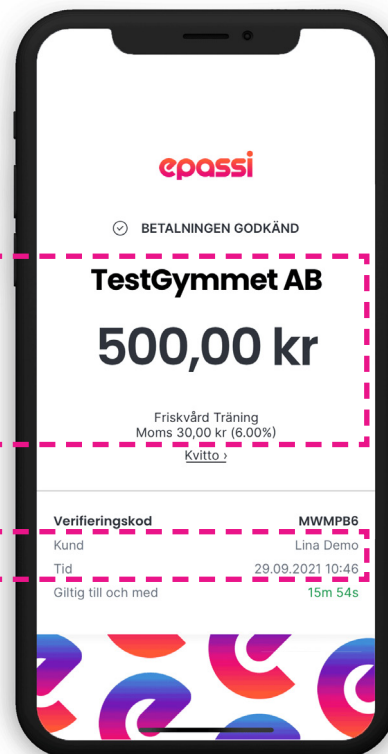 epassi
BETALNINGEN GODKÄND
TestGymmet AB
500,00 kr
Friskvård Träning
Moms 30,00 kr (6.00%)
Kvitto ›
Verifieringskod MWMPB6
Kund Lina Demo
Tid 29.09.2021 10:46
Giltig till och med 15m 54s